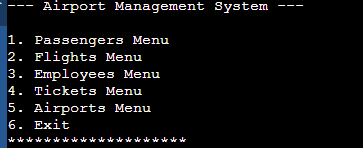 --- Airport Management System ---
1. Passengers Menu
2. Flights Menu
3. Employees Menu
4. Tickets Menu
5. Airports Menu
6. Exit
********************